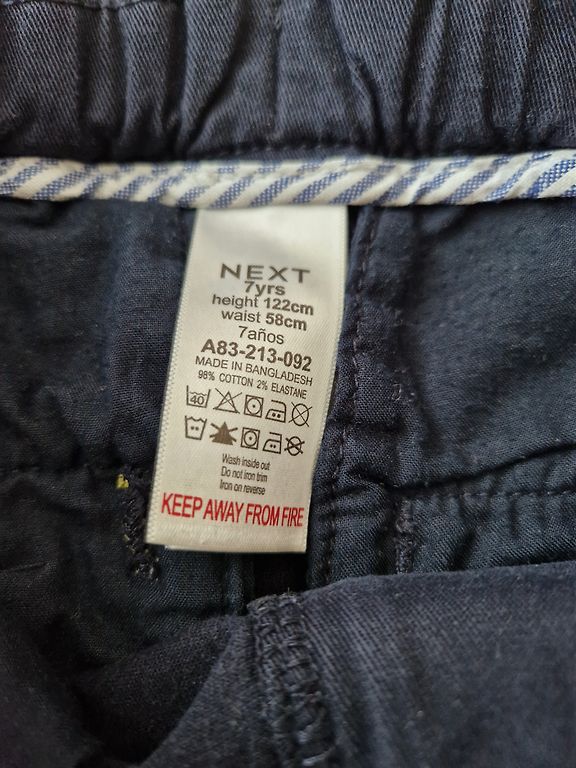 NEXT
7yrs
height 122cm
waist 58cm
7años
A83-213-092
MADE IN BANGLADESH
98% COTTON 2% ELASTANE
40
Wash inside out
Do not iron trim
Iron on reverse
KEEP AWAY FROM FIRE